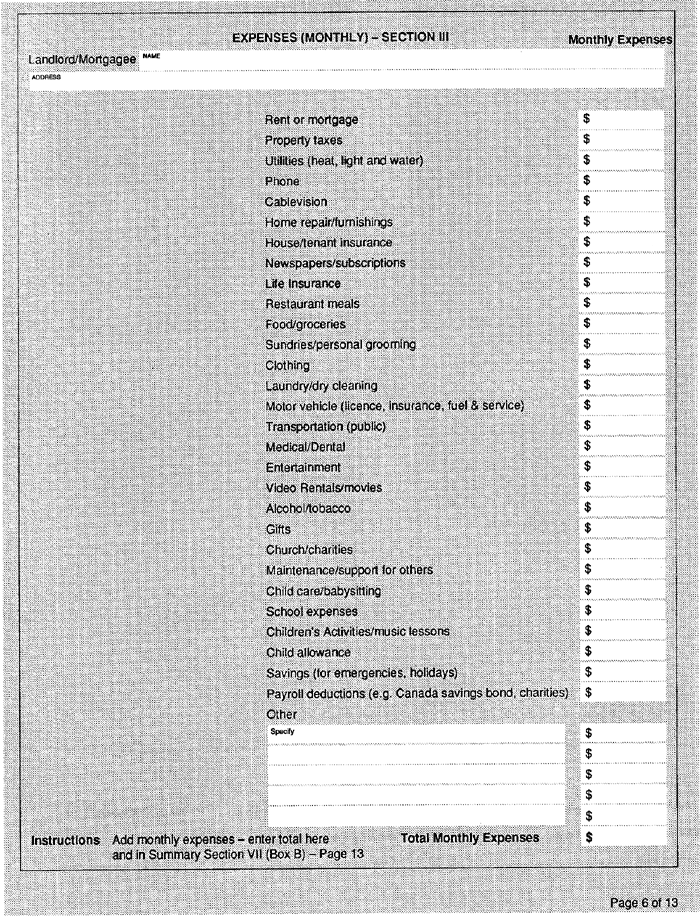 EXPENSES (MONTHLY) – SECTION III
Monthly Expenses
Landlord/Mortgagee NAME
ADDRESS
Rent or mortgage $
Property taxes $
Utilities (heat, light and water) $
Phone $
Cablevision $
Home repair/furnishings $
House/tenant insurance $
Newspapers/subscriptions $
Life Insurance $
Restaurant meals $
Food/groceries $
Sundries/personal grooming $
Clothing $
Laundry/dry cleaning $
Motor vehicle (licence, insurance, fuel & service) $
Transportation (public) $
Medical/Dental $
Entertainment $
Video Rentals/movies $
Alcohol/tobacco $
Gifts $
Church/charities $
Maintenance/support for others $
Child care/babysitting $
School expenses $
Children's Activities/music lessons $
Child allowance $
Savings (for emergencies, holidays) $
Payroll deductions (e.g. Canada savings bond, charities) $
Other
Specify $
$
$
$
$
Instructions Add monthly expenses – enter total here Total Monthly Expenses $
and in Summary Section VII (Box B) – Page 13
Page 6 of 13